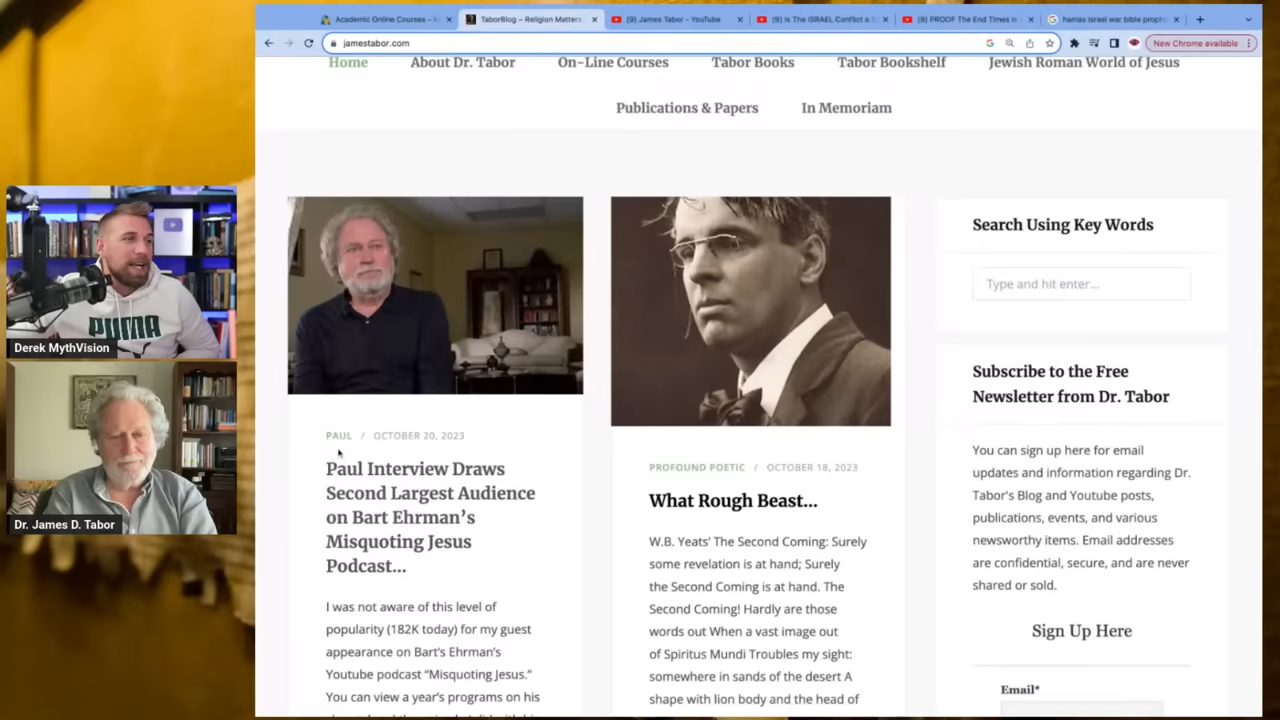 Academic Online Courses – M
TaborBlog – Religion Matters
(9) James Tabor - YouTube
(9) Is The ISRAEL Conflict a S
(9) PROOF The End Times Is
hamas israel war bible proph
jamestabor.com
New Chrome available
Home
About Dr. Tabor
On-Line Courses
Tabor Books
Tabor Bookshelf
Jewish Roman World of Jesus
Publications & Papers
In Memoriam
PUMA
Derek MythVision
Dr. James D. Tabor
PAUL / OCTOBER 20, 2023
Paul Interview Draws
Second Largest Audience
on Bart Ehrman’s
Misquoting Jesus
Podcast…
I was not aware of this level of
popularity (182K today) for my guest
appearance on Bart’s Ehrman’s
Youtube podcast “Misquoting Jesus.”
You can view a year’s programs on his
PROFOUND POETIC / OCTOBER 18, 2023
What Rough Beast…
W.B. Yeats’ The Second Coming: Surely
some revelation is at hand; Surely
the Second Coming is at hand. The
Second Coming! Hardly are those
words out When a vast image out
of Spiritus Mundi Troubles my sight:
somewhere in sands of the desert A
shape with lion body and the head of
Search Using Key Words
Type and hit enter…
Subscribe to the Free
Newsletter from Dr. Tabor
You can sign up here for email
updates and information regarding Dr.
Tabor's Blog and Youtube posts,
publications, events, and various
newsworthy items. Email addresses
are confidential, secure, and are never
shared or sold.
Sign Up Here
Email*